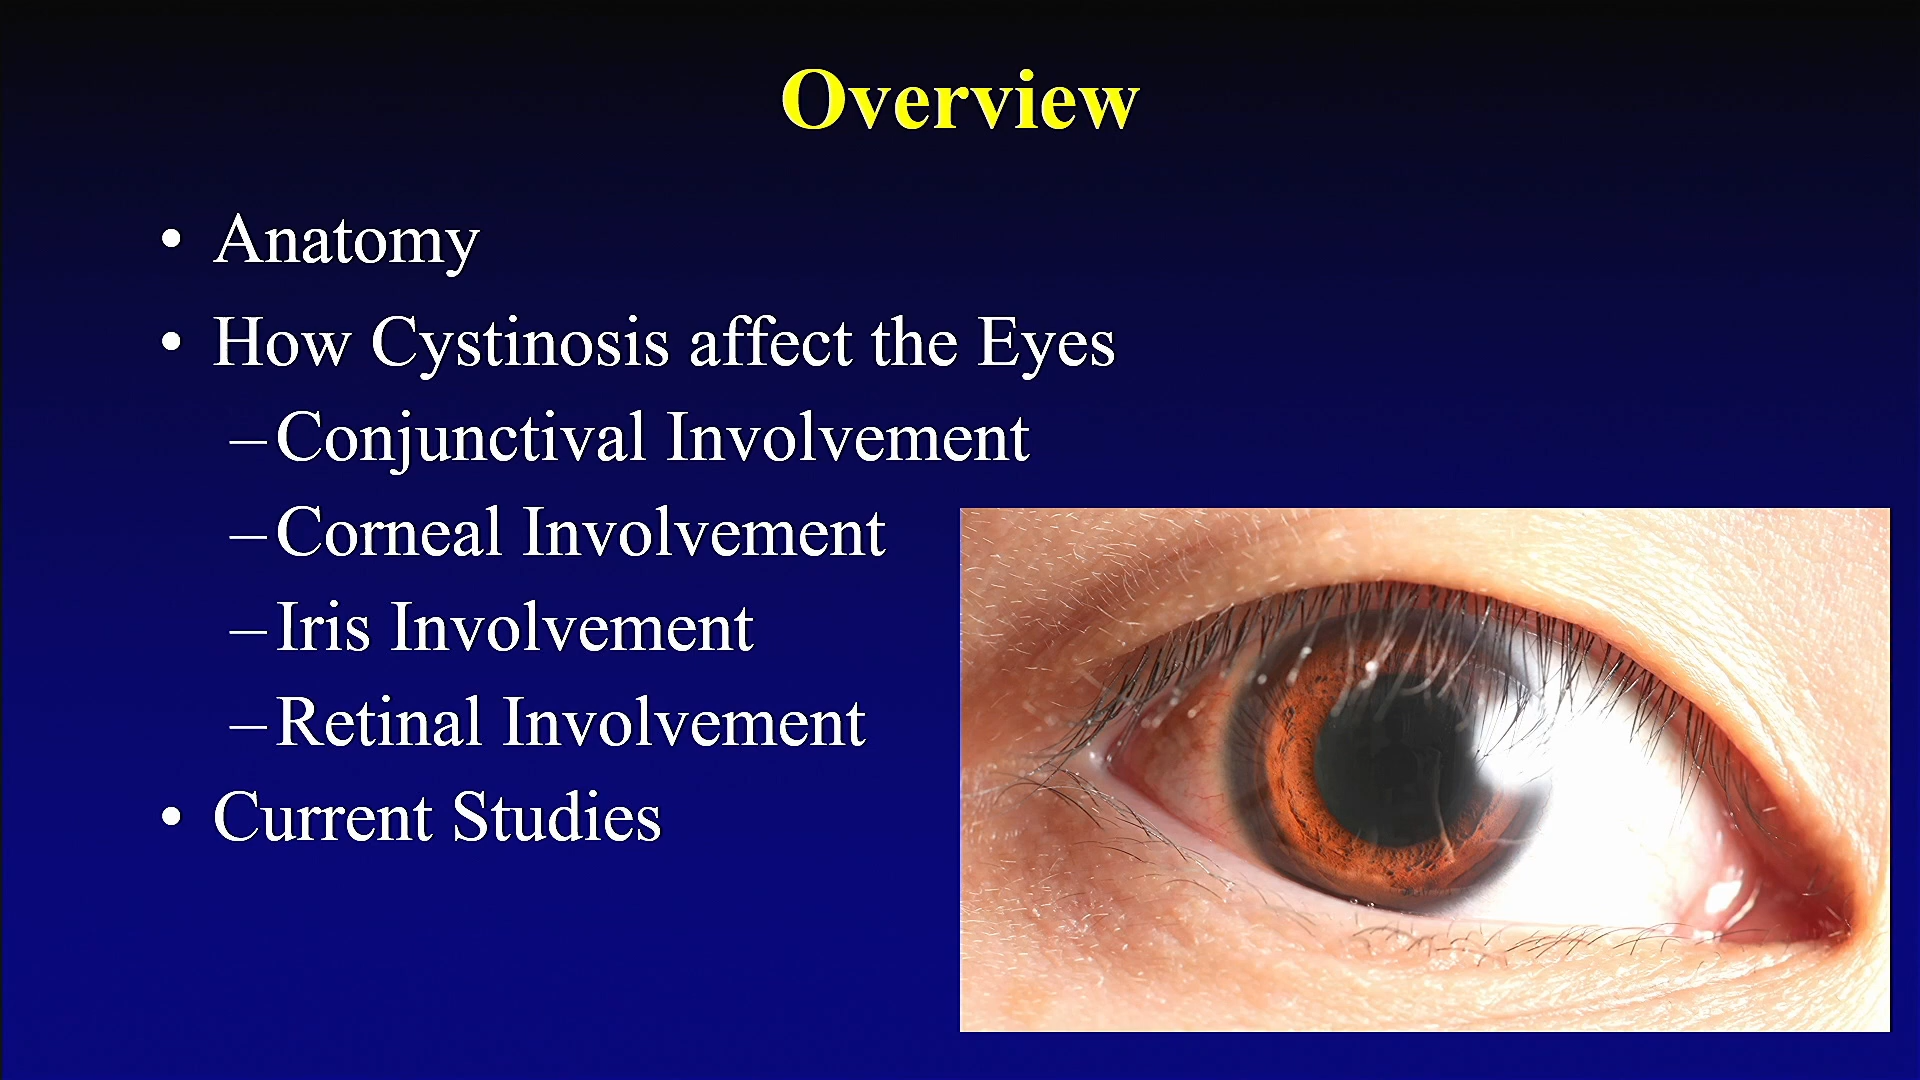 Overview
• Anatomy
• How Cystinosis affect the Eyes
– Conjunctival Involvement
– Corneal Involvement
– Iris Involvement
– Retinal Involvement
• Current Studies